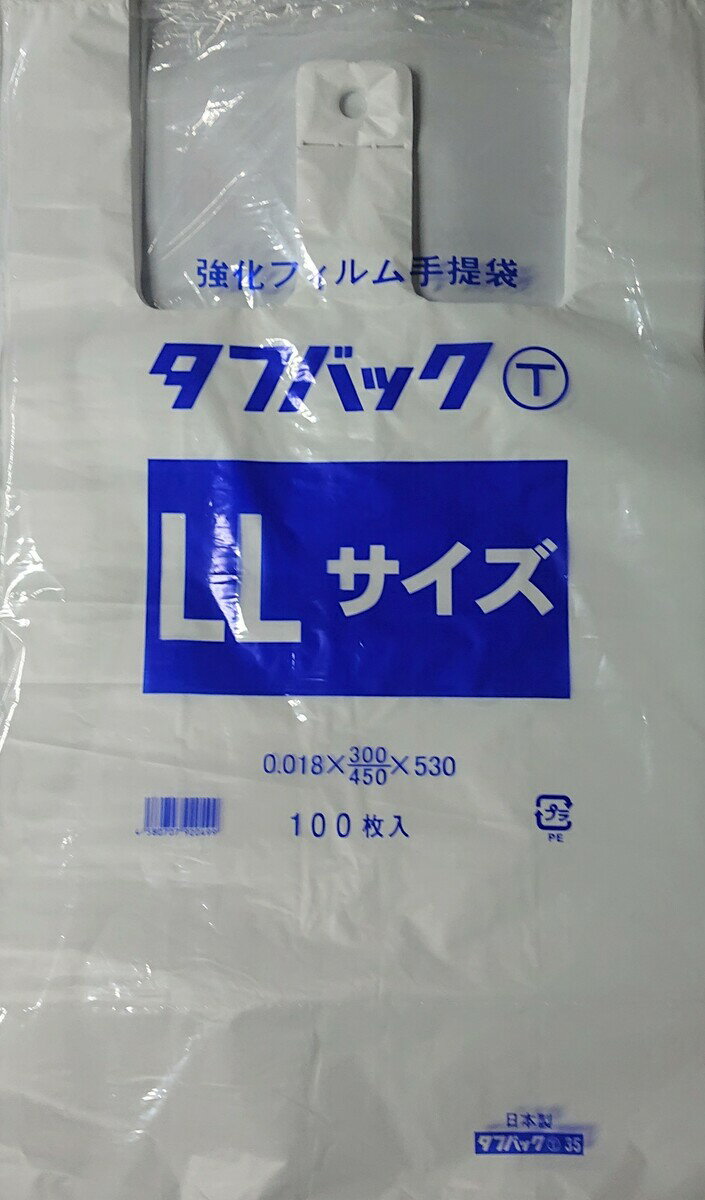 強化フィルム手提袋
タフバック Ⓣ
LL サイズ
0.018×300/450×530
100枚入
プラ
PE
日本製
タフバック Ⓣ 35